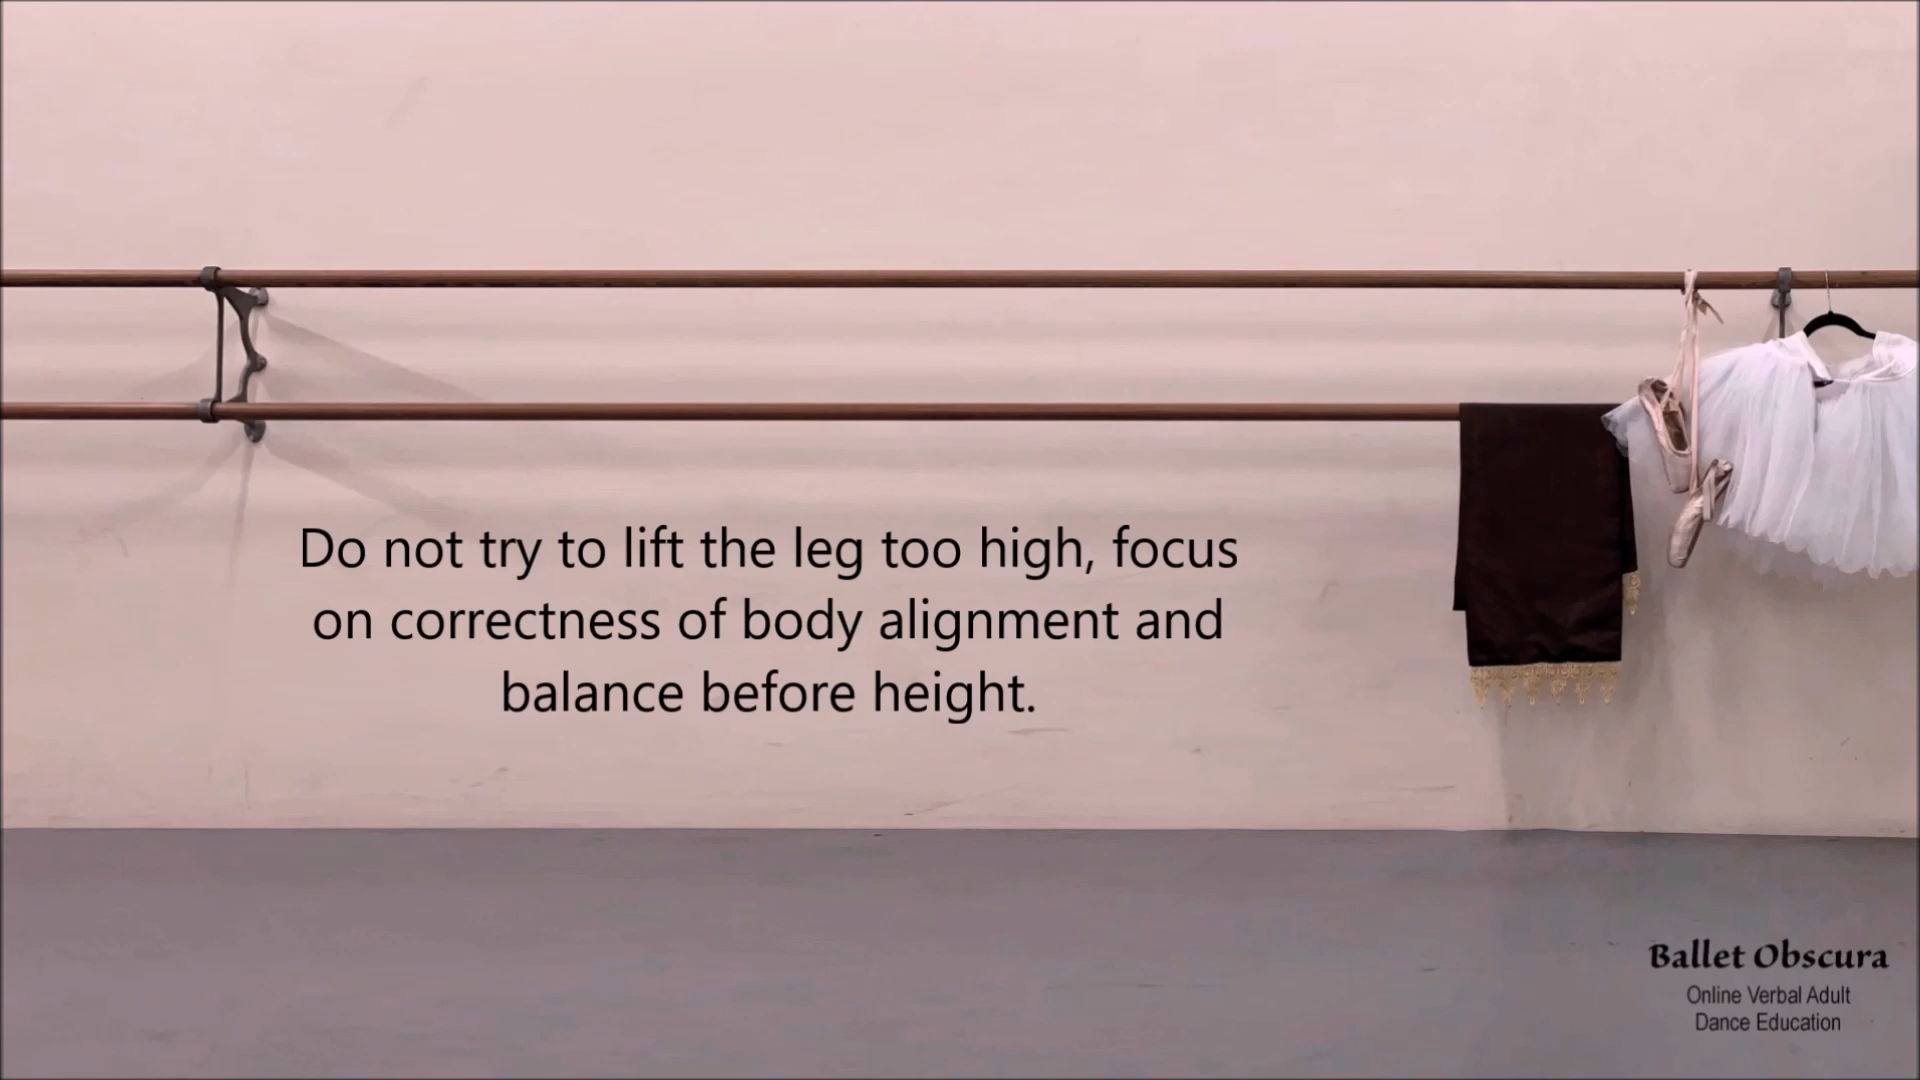 Do not try to lift the leg too high, focus
on correctness of body alignment and
balance before height.
Ballet Obscura
Online Verbal Adult
Dance Education